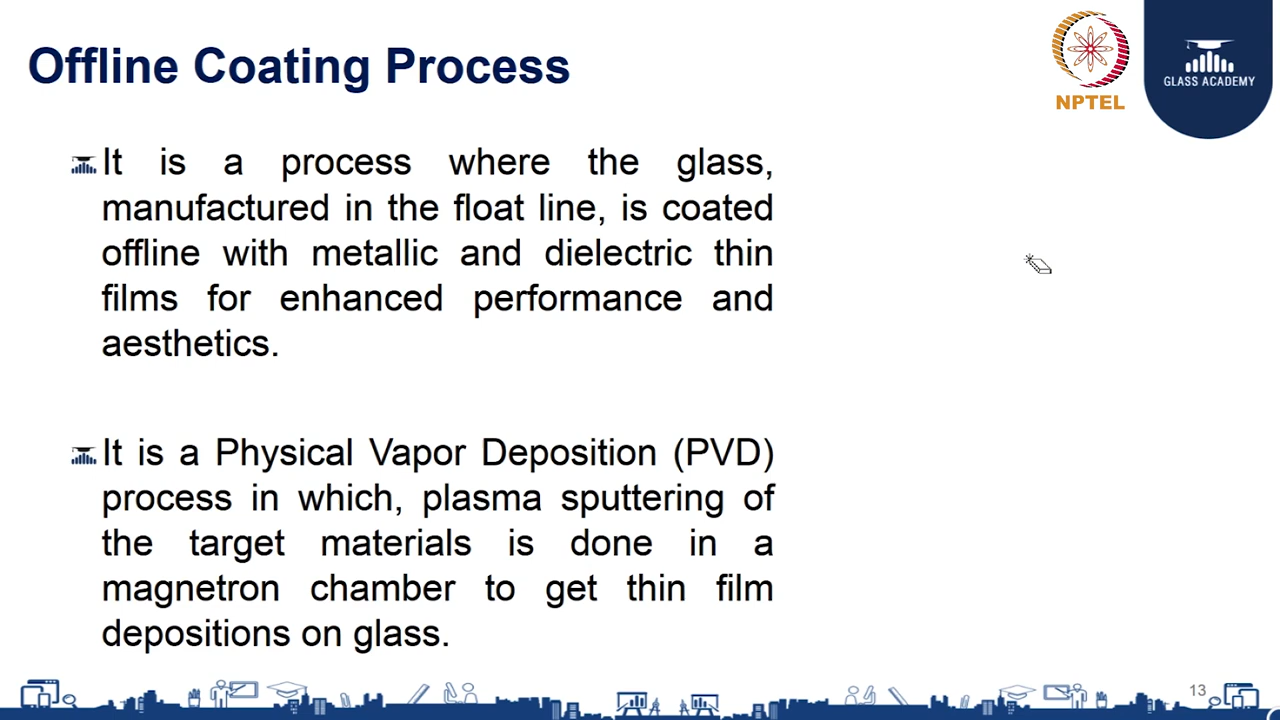 Offline Coating Process
NPTEL
GLASS ACADEMY
It is a process where the glass,
manufactured in the float line, is coated
offline with metallic and dielectric thin
films for enhanced performance and
aesthetics.
It is a Physical Vapor Deposition (PVD)
process in which, plasma sputtering of
the target materials is done in a
magnetron chamber to get thin film
depositions on glass.
13